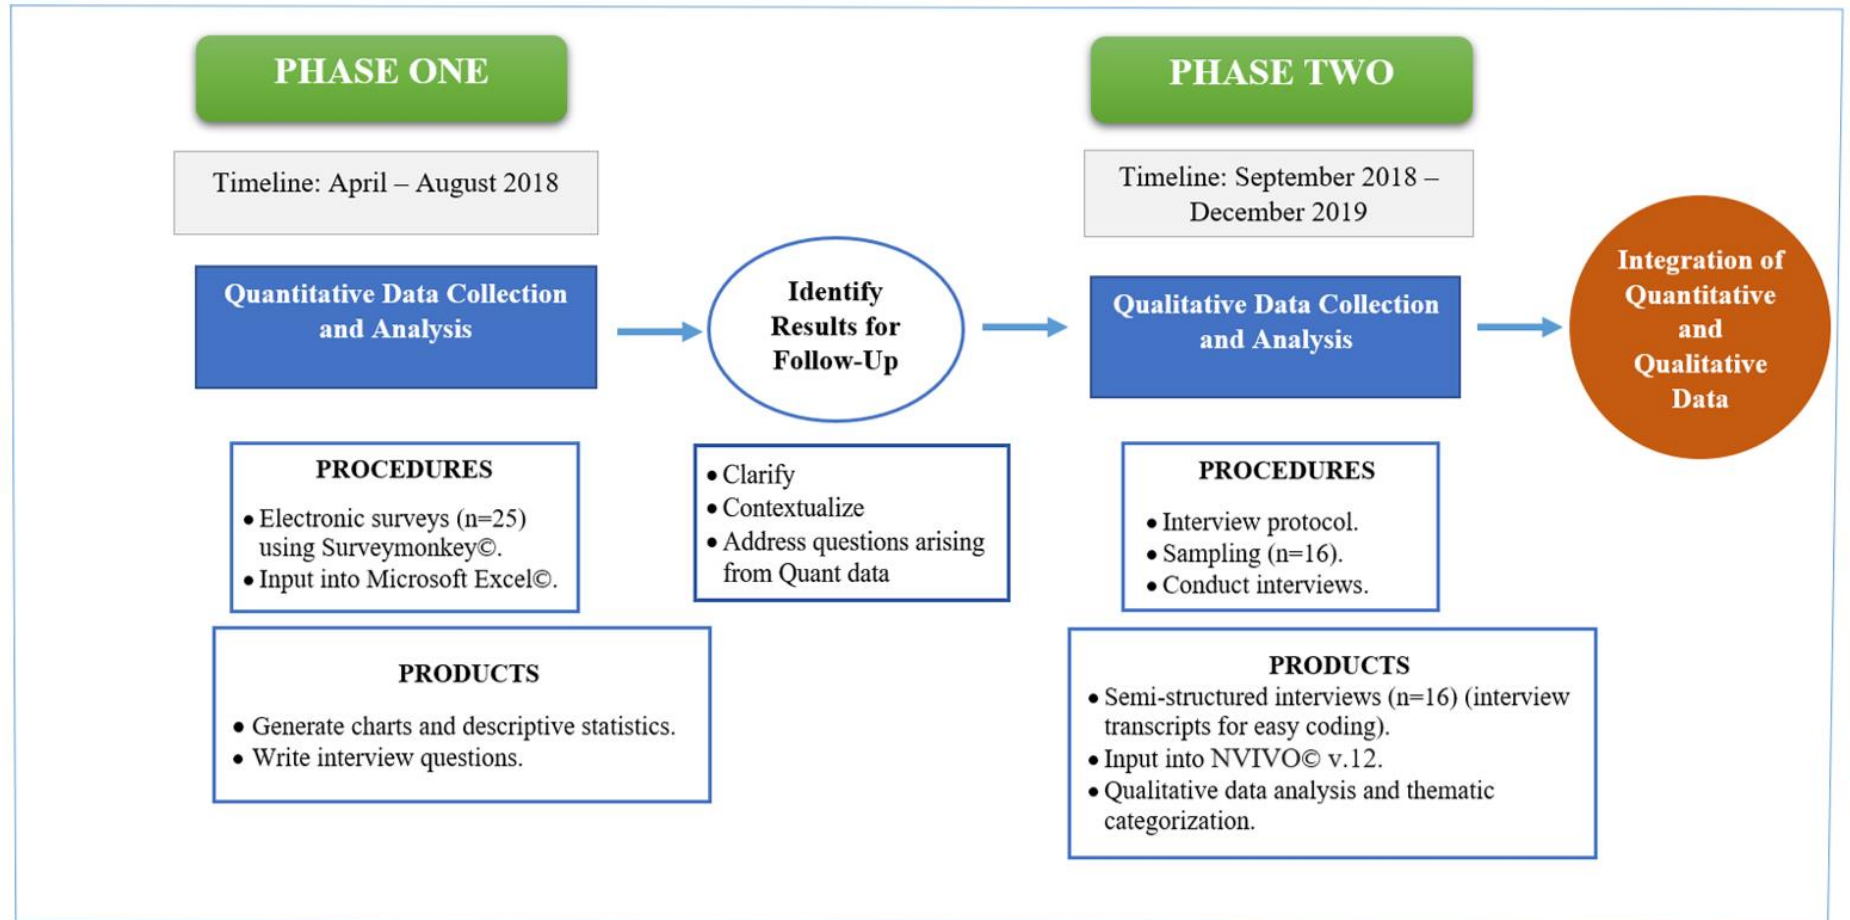 PHASE ONE
Timeline: April – August 2018
Quantitative Data Collection
and Analysis
PROCEDURES
• Electronic surveys (n=25)
using Surveymonkey©.
• Input into Microsoft Excel©.
PRODUCTS
• Generate charts and descriptive statistics.
• Write interview questions.
Identify
Results for
Follow-Up
• Clarify
• Contextualize
• Address questions arising
from Quant data
PHASE TWO
Timeline: September 2018 –
December 2019
Qualitative Data Collection
and Analysis
PROCEDURES
• Interview protocol.
• Sampling (n=16).
• Conduct interviews.
PRODUCTS
• Semi-structured interviews (n=16) (interview
transcripts for easy coding).
• Input into NVIVO© v.12.
• Qualitative data analysis and thematic
categorization.
Integration of
Quantitative
and
Qualitative
Data